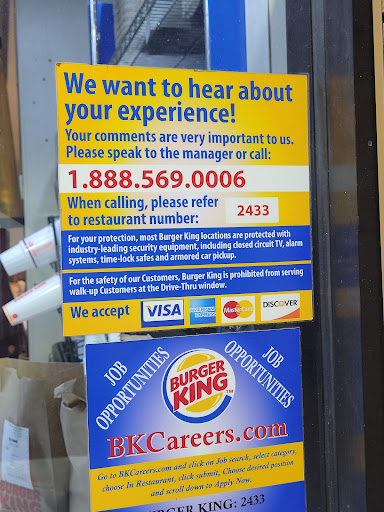 We want to hear about
your experience!
Your comments are very important to us.
Please speak to the manager or call:
1.888.569.0006
When calling, please refer
to restaurant number:
2433
For your protection, most Burger King locations are protected with
industry-leading security equipment, including closed circuit TV, alarm
systems, time-lock safes and armored car pickup.
For the safety of our Customers, Burger King is prohibited from serving
walk-up Customers at the Drive-Thru window.
We accept
VISA
AMERICAN EXPRESS
MasterCard
DISCOVER
JOB
OPPORTUNITIES
BURGER
KING
TM
JOB
OPPORTUNITIES
BKCareers.com
Go to BKCareers.com and click on Job search, select category,
choose In Restaurant, click submit, Choose desired position
and scroll down to Apply Now.
BURGER KING: 2433